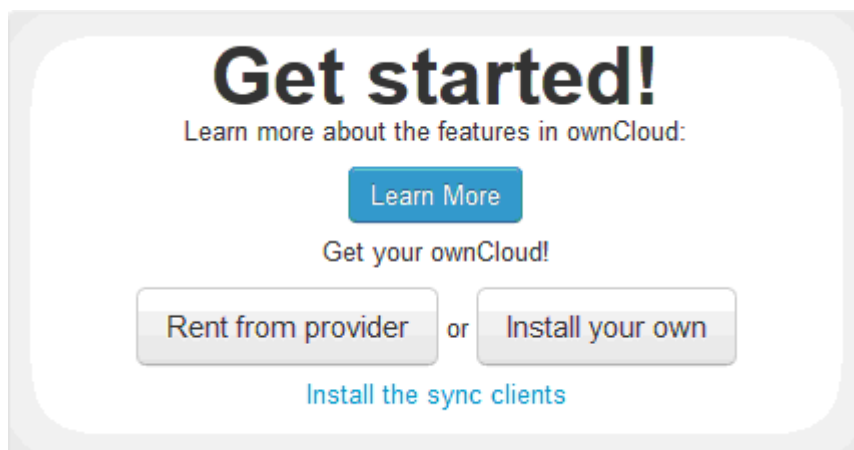 Get started!
Learn more about the features in ownCloud:
Learn More
Get your ownCloud!
Rent from provider or Install your own
Install the sync clients